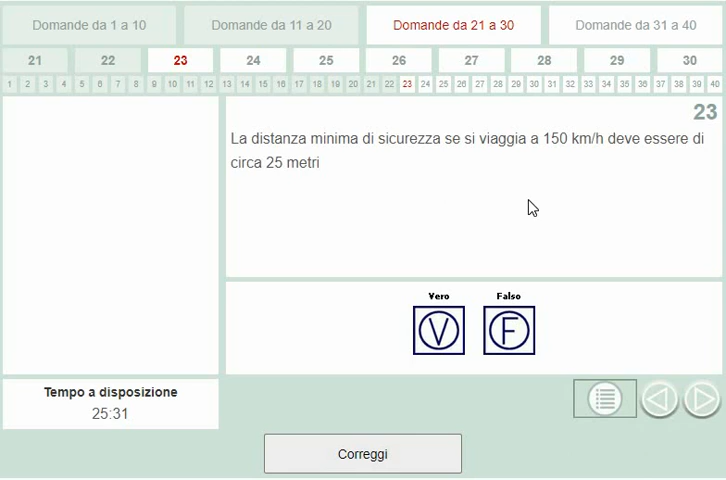 Domande da 1 a 10 Domande da 11 a 20 Domande da 21 a 30 Domande da 31 a 40
21 22 23 24 25 26 27 28 29 30
1 2 3 4 5 6 7 8 9 10 11 12 13 14 15 16 17 18 19 20 21 22 23 24 25 26 27 28 29 30 31 32 33 34 35 36 37 38 39 40
23
La distanza minima di sicurezza se si viaggia a 150 km/h deve essere di
circa 25 metri
Vero Falso
V F
Tempo a disposizione
25:31
Correggi